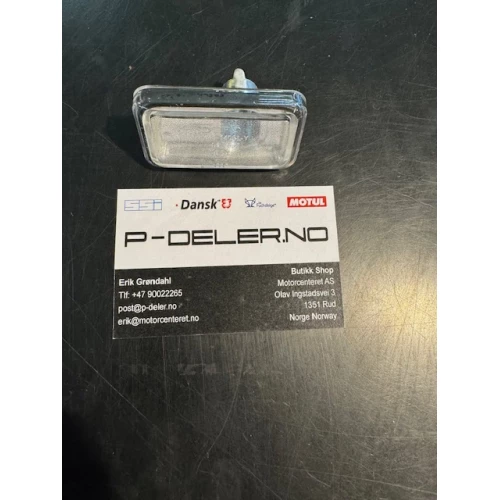 SSI Dansk MOTUL
P-DELER.NO
Erik Grøndahl
Tlf: +47 90022265
post@p-deler.no
erik@motorcenteret.no
Butikk Shop
Motorcenteret AS
Olav Ingstadsvei 3
1351 Rud
Norge Norway